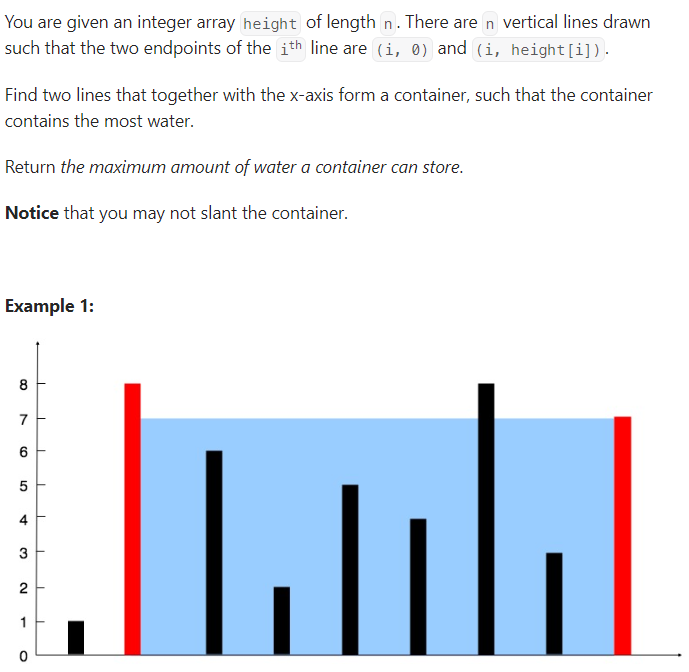 You are given an integer array height of length n. There are n vertical lines drawn
such that the two endpoints of the ith line are (i, 0) and (i, height[i]).
Find two lines that together with the x-axis form a container, such that the container
contains the most water.
Return the maximum amount of water a container can store.
Notice that you may not slant the container.
Example 1:
8
7
6
5
4
3
2
1
0